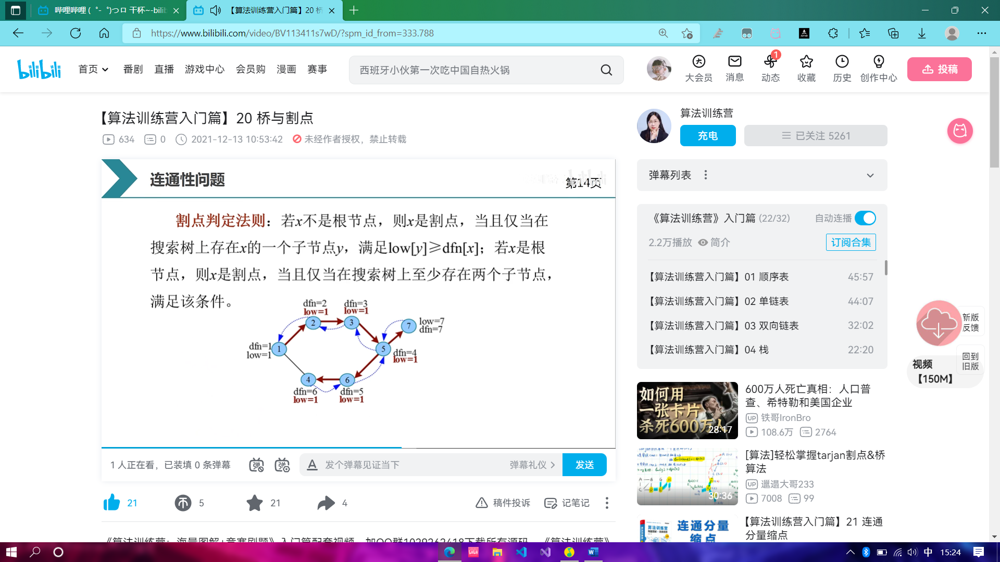 哔哩哔哩 (゜-゜)つロ 干杯~-bilib
【算法训练营入门篇】20 桥
https://www.bilibili.com/video/BV113411s7wD/?spm_id_from=333.788
bilibili
首页
番剧
直播
游戏中心
会员购
漫画
赛事
西班牙小伙第一次吃中国自热火锅
大会员
消息
1
动态
收藏
历史
创作中心
投稿
【算法训练营入门篇】20 桥与割点
634
0
2021-12-13 10:53:42
未经作者授权，禁止转载
算法训练营
充电
已关注 5261
连通性问题
bilibili
第14页
割点判定法则：若x不是根节点，则x是割点，当且仅当在
搜索树上存在x的一个子节点y，满足low[y]≥dfn[x]；若x是根
节点，则x是割点，当且仅当在搜索树上至少存在两个子节点，
满足该条件。
dfn=2
low=1
dfn=3
low=1
2
3
7
low=7
dfn=7
dfn=1
low=1
1
5
dfn=4
low=1
4
6
dfn=6
low=1
dfn=5
low=1
1 人正在看，已装填 0 条弹幕
发个弹幕见证当下
弹幕礼仪
发送
21
5
21
4
稿件投诉
记笔记
《算法训练营：海量图解+竞赛刷题》入门篇配套视频，加QQ群1029262418下载所有源码。《算法训练营》
弹幕列表
《算法训练营》入门篇 (22/32)
自动连播
2.2万播放
简介
订阅合集
【算法训练营入门篇】01 顺序表 45:57
【算法训练营入门篇】02 单链表 44:07
【算法训练营入门篇】03 双向链表 32:02
【算法训练营入门篇】04 栈 22:20
如何用
一张卡片
杀死600万人
28:17
600万人死亡真相：人口普
查、希特勒和美国企业
UP 铁哥IronBro
108.6万 2764
30:36
[算法]轻松掌握tarjan割点&桥
算法
UP 邋遢大哥233
7008 99
算法训练营
连通分量
缩点
【算法训练营入门篇】21 连通
分量缩点
新版
反馈
回到
旧版
视频
【150M】
中
15:24